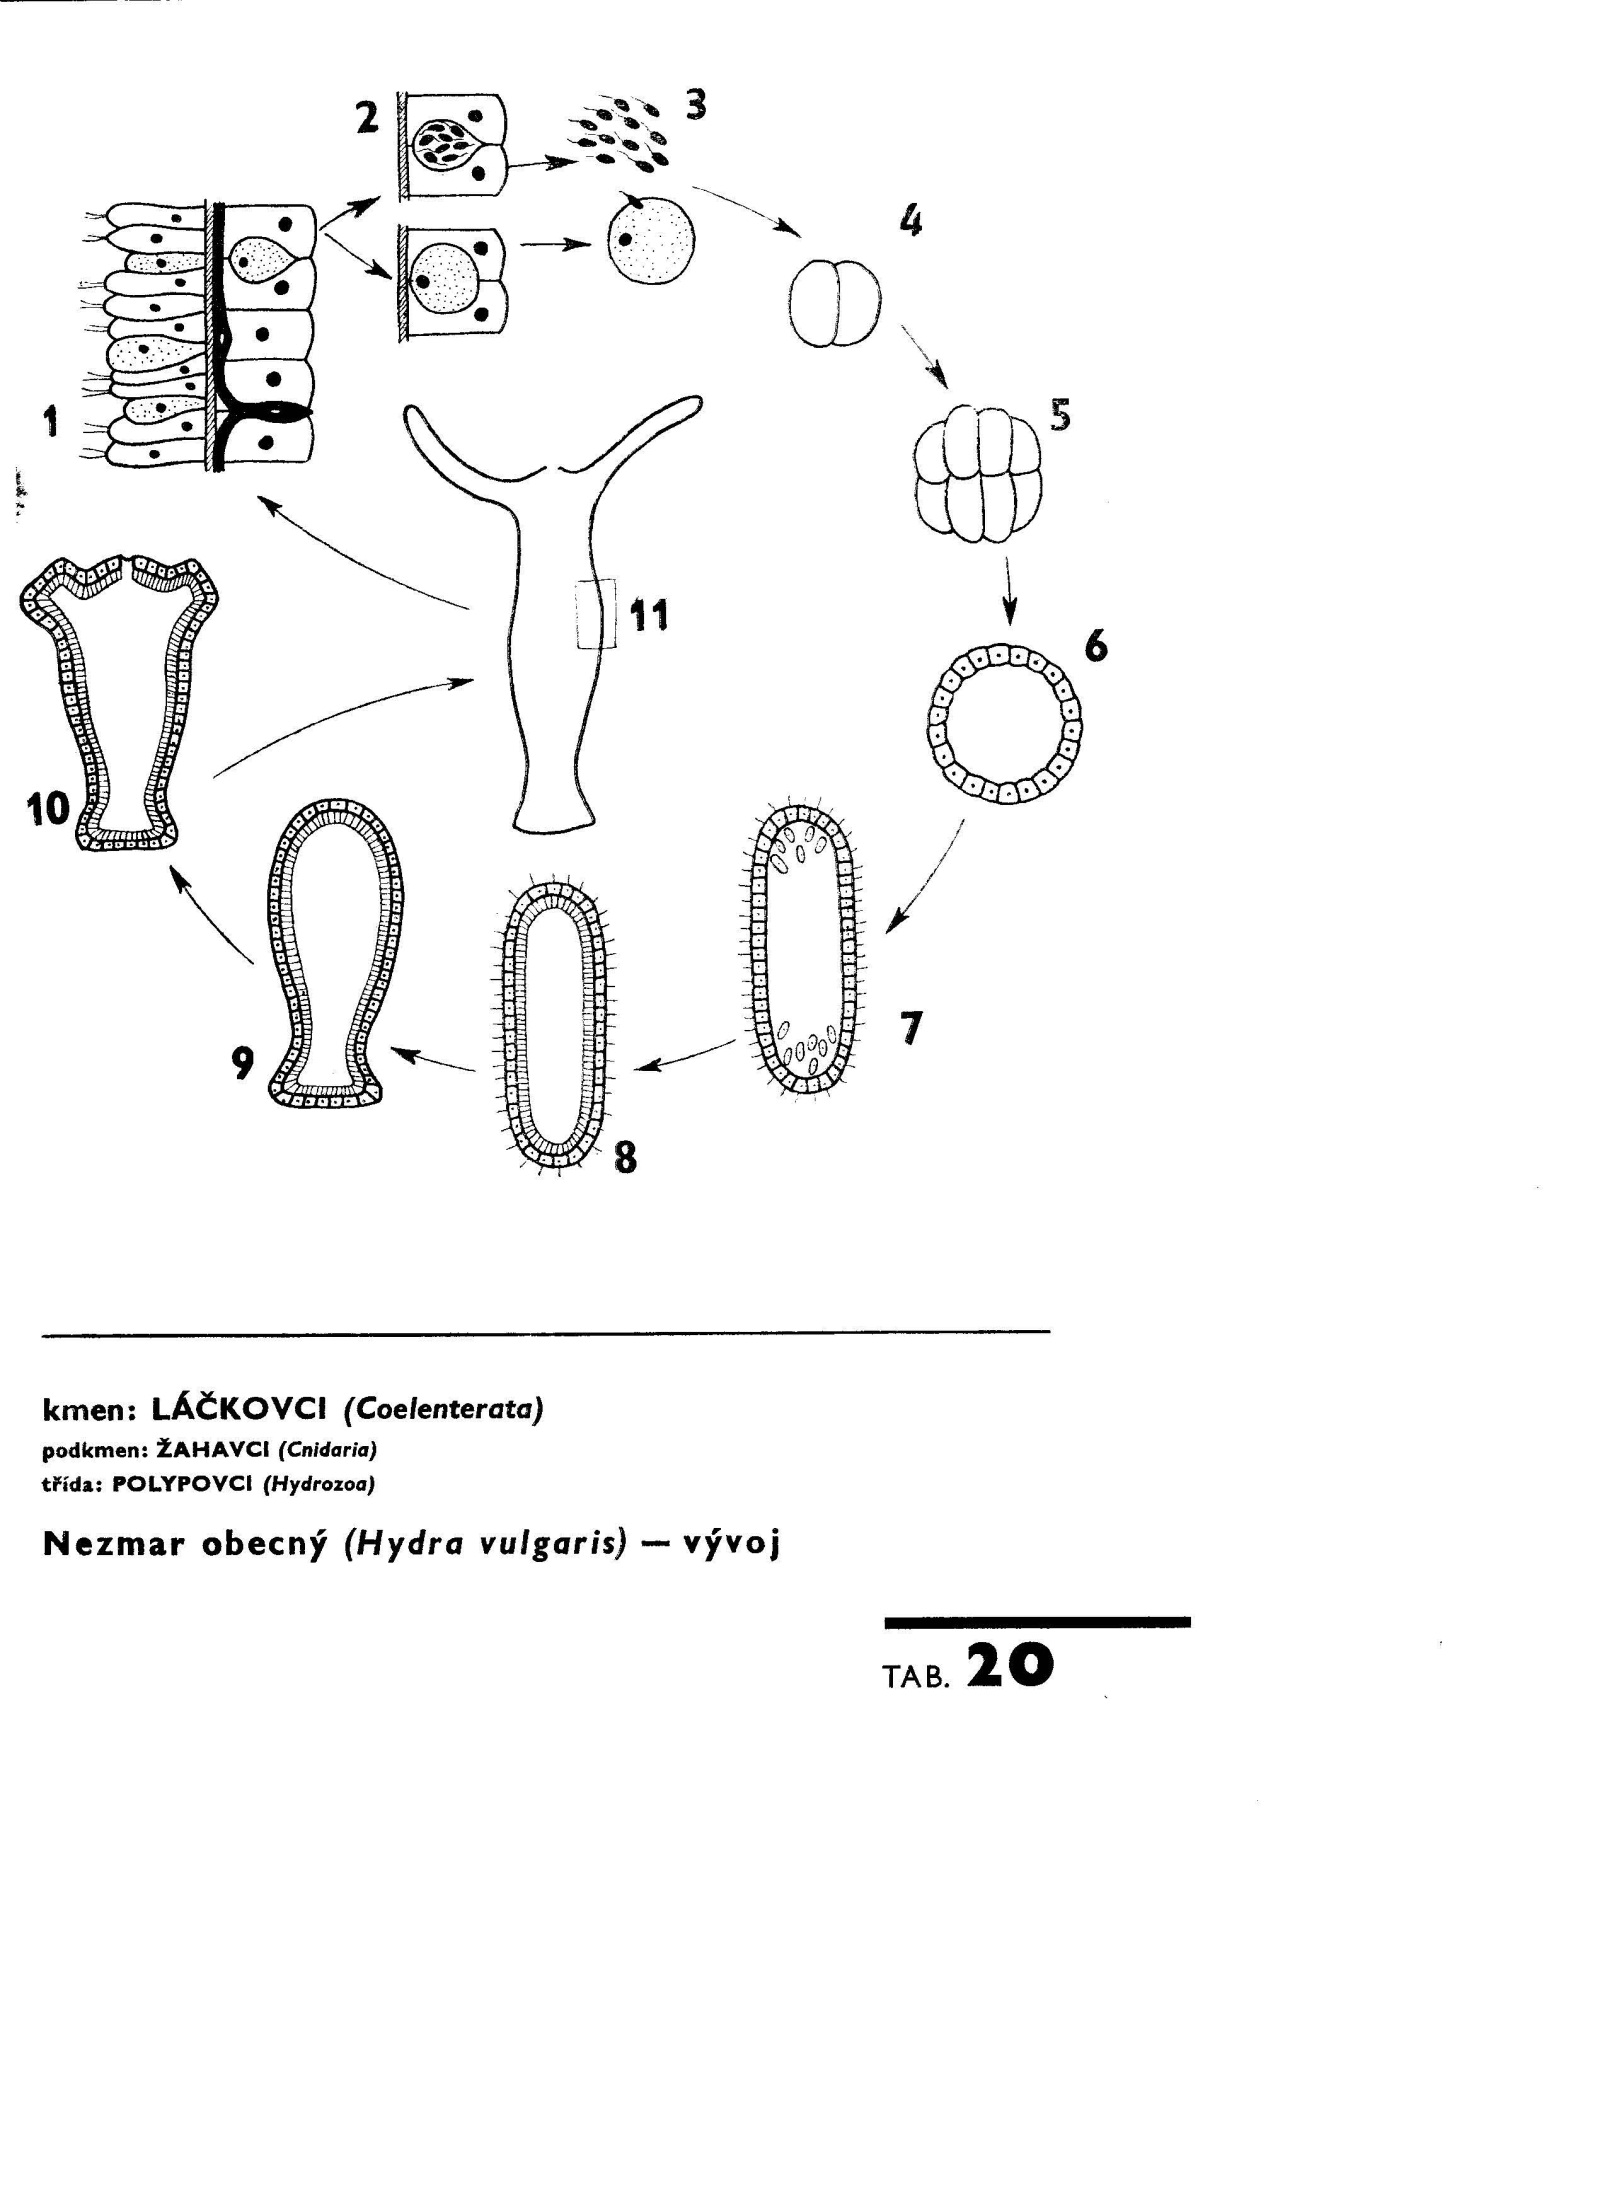 2
3
4
1
5
11
6
10
7
9
8
kmen: LÁČKOVCI (Coelenterata)
podkmen: ŽAHAVCI (Cnidaria)
třída: POLYPOVCI (Hydrozoa)
Nezmar obecný (Hydra vulgaris) — vývoj
TAB. 20